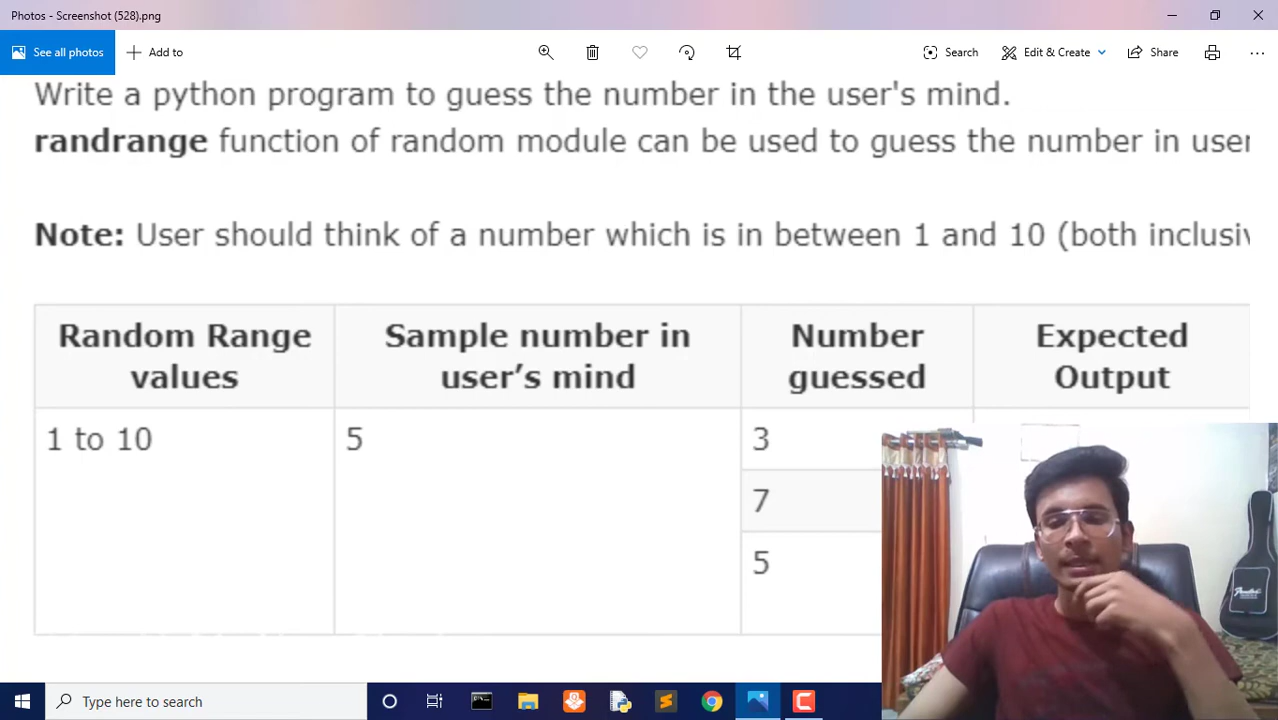 Photos - Screenshot (528).png
See all photos
Add to
Search
Edit & Create
Share
Write a python program to guess the number in the user's mind.
randrange function of random module can be used to guess the number in user
Note: User should think of a number which is in between 1 and 10 (both
Random Range values
Sample number in user’s mind
Number guessed
Expected Output
1 to 10
5
3
7
5
Fender
Type here to search